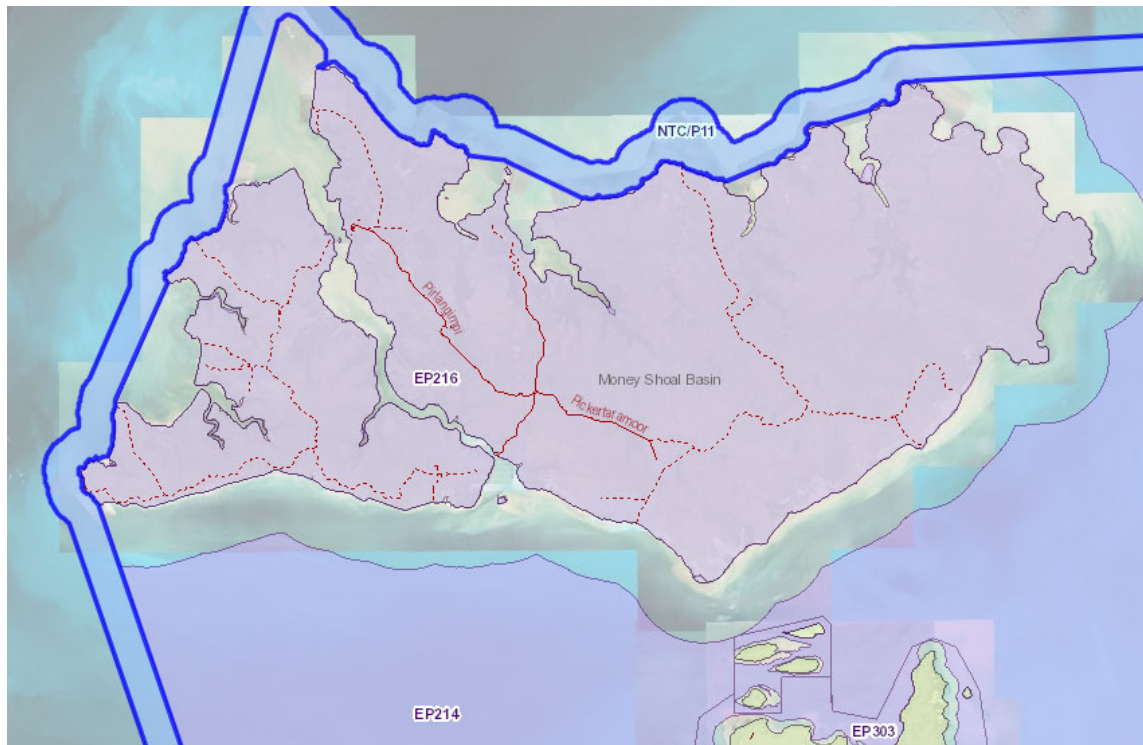 NTC/P11
Pirlangimpi
EP216
Money Shoal Basin
Pickertaramoor
EP214
EP303